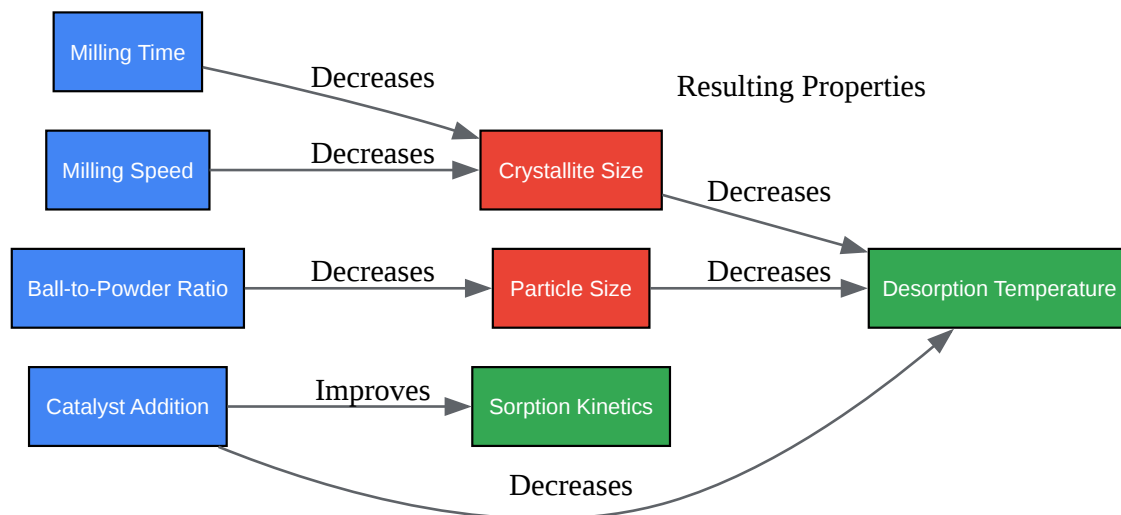 Milling Time
Decreases
Resulting Properties
Milling Speed
Decreases
Crystallite Size
Decreases
Ball-to-Powder Ratio
Decreases
Particle Size
Decreases
Desorption Temperature
Catalyst Addition
Improves
Sorption Kinetics
Decreases